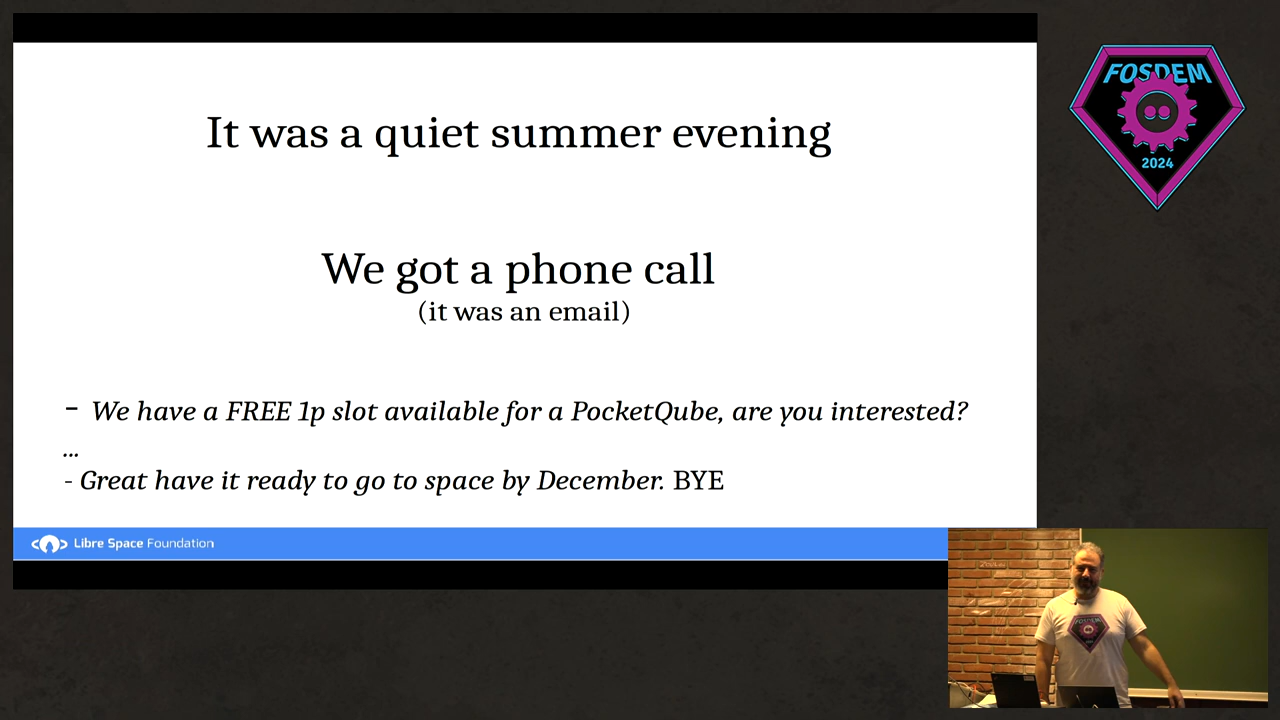 It was a quiet summer evening
We got a phone call
(it was an email)
- We have a FREE 1p slot available for a PocketQube, are you interested?
...
- Great have it ready to go to space by December. BYE
Libre Space Foundation
FOSDEM
2024
FOSDEM